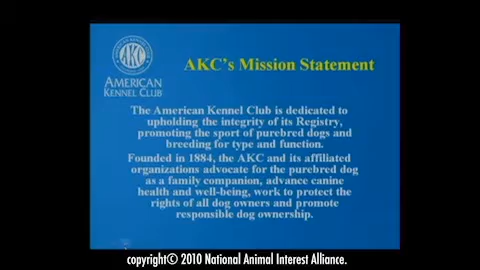 AKC
AMERICAN
KENNEL CLUB
AKC's Mission Statement
The American Kennel Club is dedicated to
upholding the integrity of its Registry,
promoting the sport of purebred dogs and
breeding for type and function.
Founded in 1884, the AKC and its affiliated
organizations advocate for the purebred dog
as a family companion, advance canine
health and well-being, work to protect the
rights of all dog owners and promote
responsible dog ownership.
copyright© 2010 National Animal Interest Alliance.